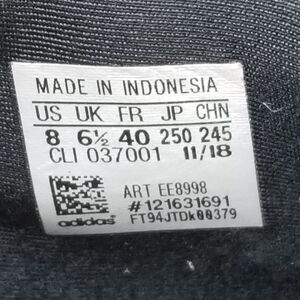 MADE IN INDONESIA
US UK FR JP CHN
8 6½ 40 250 245
CLI 037001 11/18
ART EE8998
#121631691
adidas FT94JTDk00379